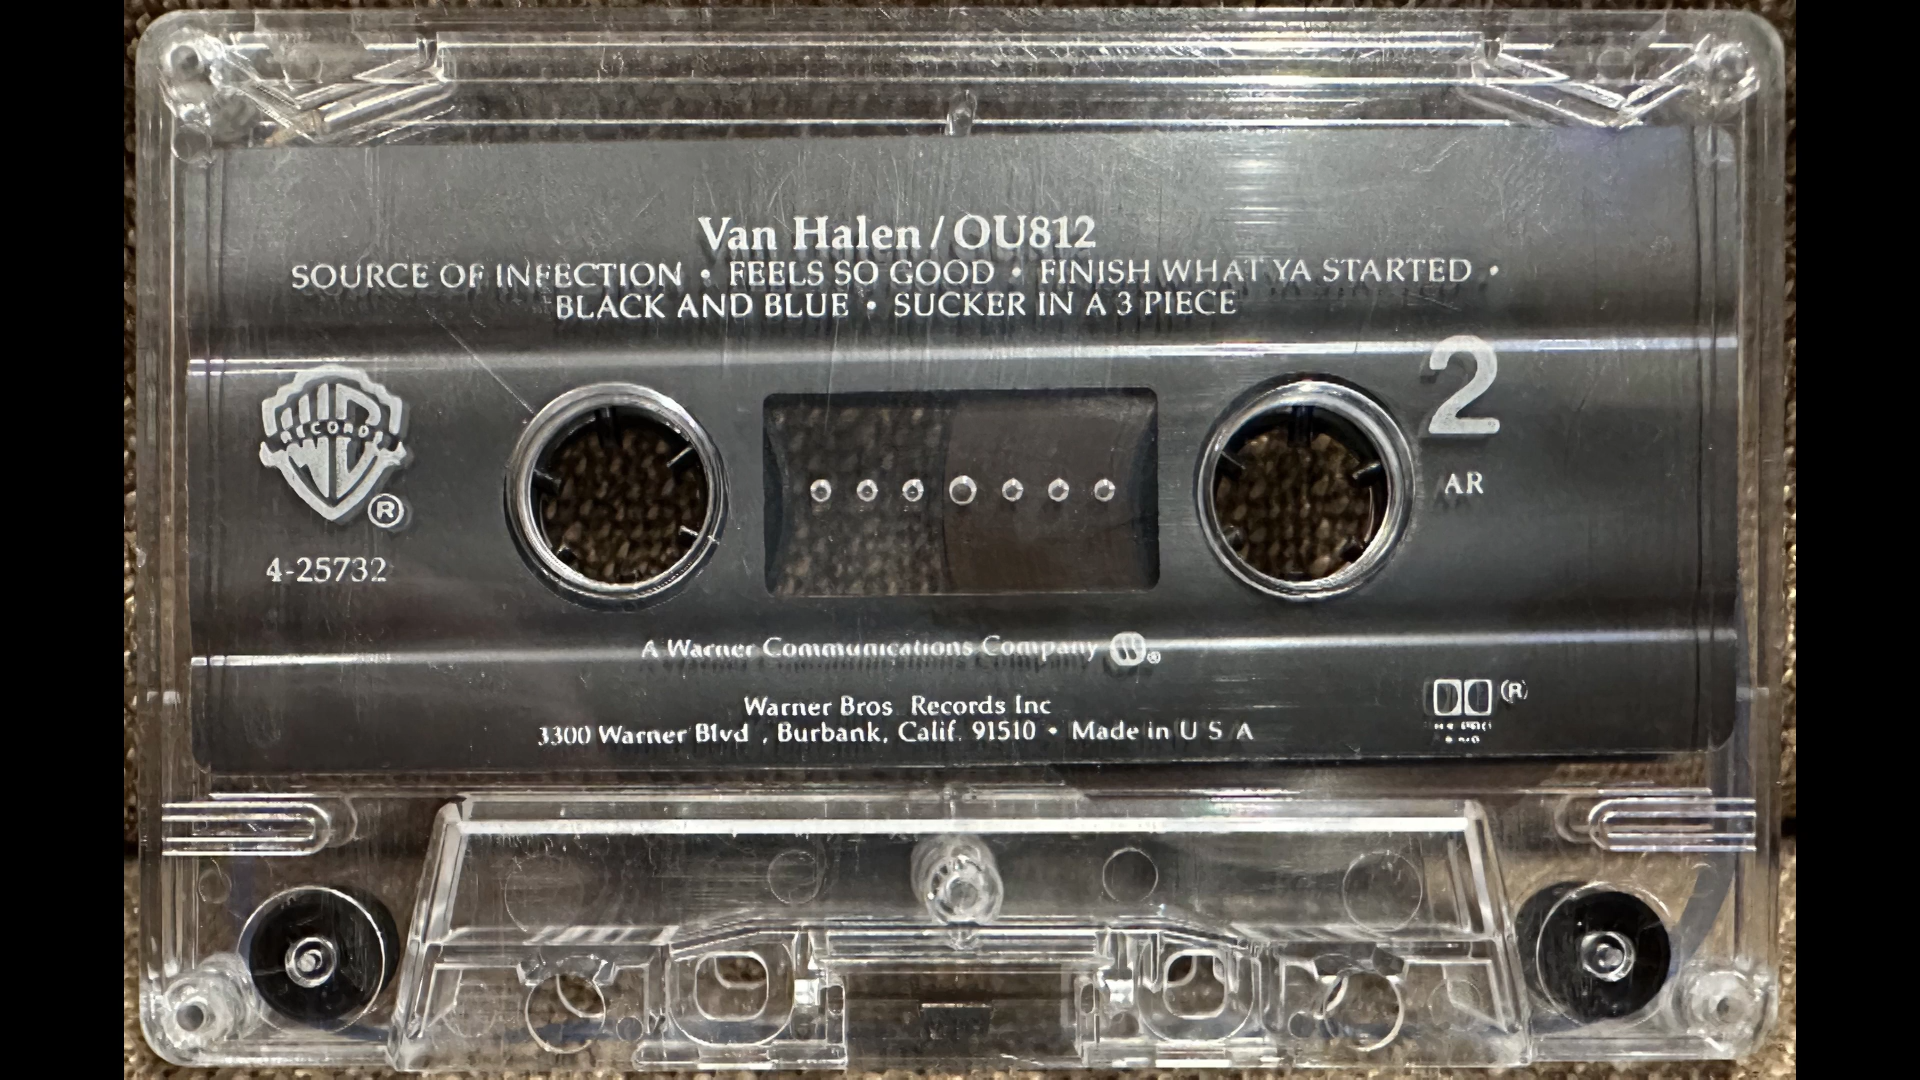 Van Halen / OU812
SOURCE OF INFECTION • FEELS SO GOOD • FINISH WHAT YA STARTED •
BLACK AND BLUE • SUCKER IN A 3 PIECE
2
RECORDS
®
AR
4-25732
A Warner Communications Company ®
Warner Bros Records Inc
3300 Warner Blvd , Burbank, Calif. 91510 • Made in U S A
®